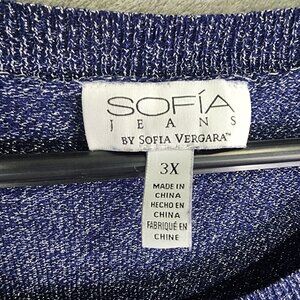 SOFÍA
JEANS
BY SOFIA VERGARA™
3X
MADE IN
CHINA
HECHO EN
CHINA
FABRIQUÉ EN
CHINE